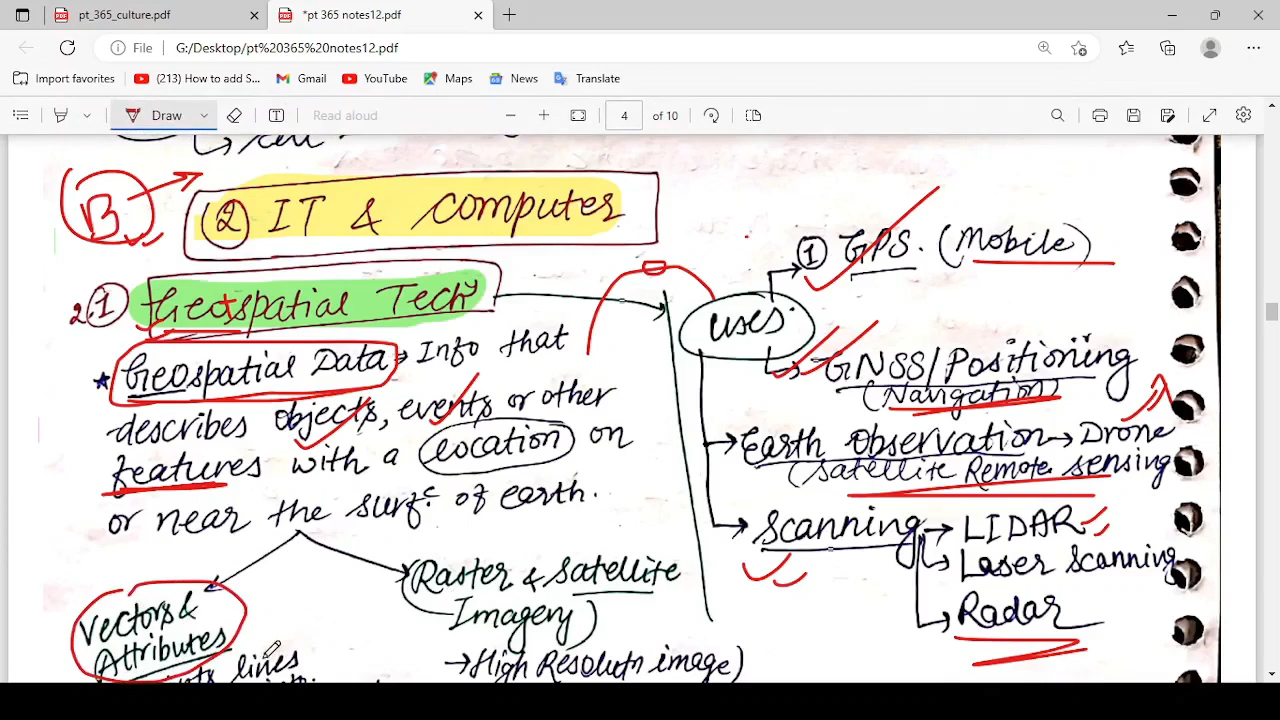 pt_365_culture.pdf
*pt 365 notes12.pdf
File
G:/Desktop/pt%20365%20notes12.pdf
Import favorites
(213) How to add S...
Gmail
YouTube
Maps
News
Translate
Draw
Read aloud
4 of 10
cell
B
② IT & computer
2.① Geospatial Techy
★ Geospatial Data → Info that
describes objects, events or other
features with a location on
or near the surfc of earth.
Vectors &
Attributes
lines
Raster & Satellite
Imagery)
→ High Resolutn image)
uses
① GPS. (Mobile)
GNSS/Positioning
(Navigation)
Earth Observation → Drone
(Satellite Remote sensing
Scanning → LIDAR
Laser Scanning
Radar